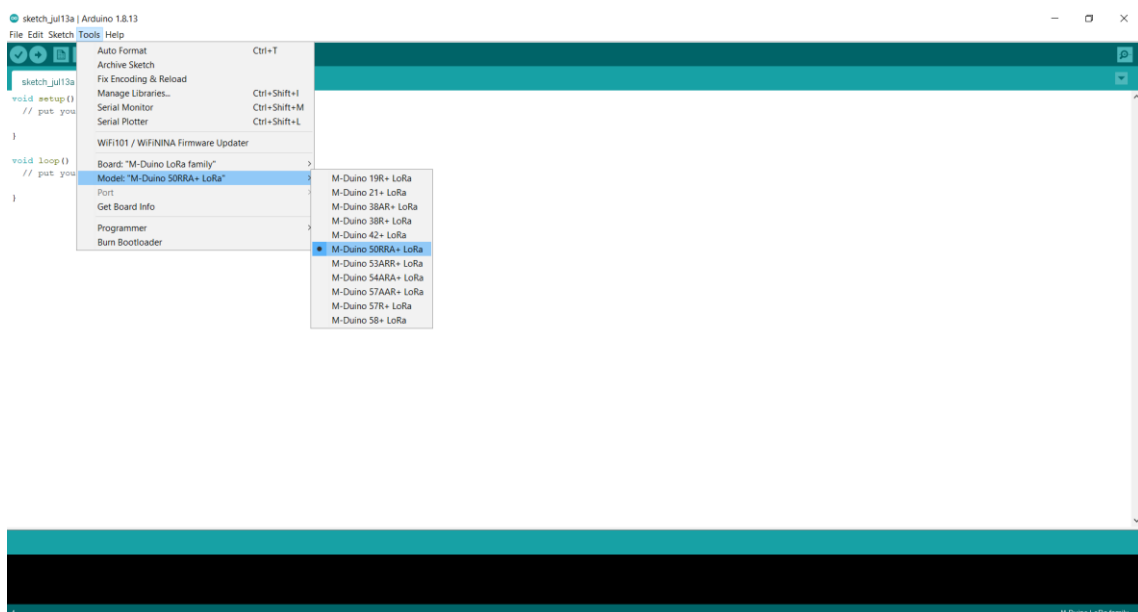 sketch_jul13a | Arduino 1.8.13
File Edit Sketch Tools Help
sketch_jul13a
void setup()
// put you
}
void loop()
// put you
}
Auto Format Ctrl+T
Archive Sketch
Fix Encoding & Reload
Manage Libraries... Ctrl+Shift+I
Serial Monitor Ctrl+Shift+M
Serial Plotter Ctrl+Shift+L
WiFi101 / WiFiNINA Firmware Updater
Board: "M-Duino LoRa family"
Model: "M-Duino 50RRA+ LoRa"
Port
Get Board Info
Programmer
Burn Bootloader
M-Duino 19R+ LoRa
M-Duino 21+ LoRa
M-Duino 38AR+ LoRa
M-Duino 38R+ LoRa
M-Duino 42+ LoRa
M-Duino 50RRA+ LoRa
M-Duino 53ARR+ LoRa
M-Duino 54ARA+ LoRa
M-Duino 57AAR+ LoRa
M-Duino 57R+ LoRa
M-Duino 58+ LoRa